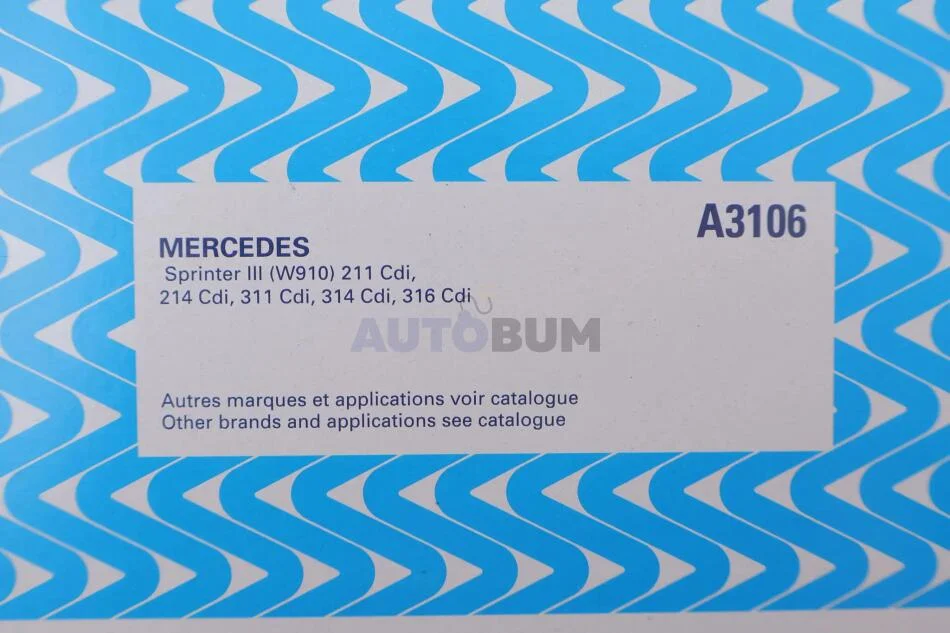 A3106
MERCEDES
Sprinter III (W910) 211 Cdi,
214 Cdi, 311 Cdi, 314 Cdi, 316 Cdi
AUTOBUM
Autres marques et applications voir catalogue
Other brands and applications see catalogue